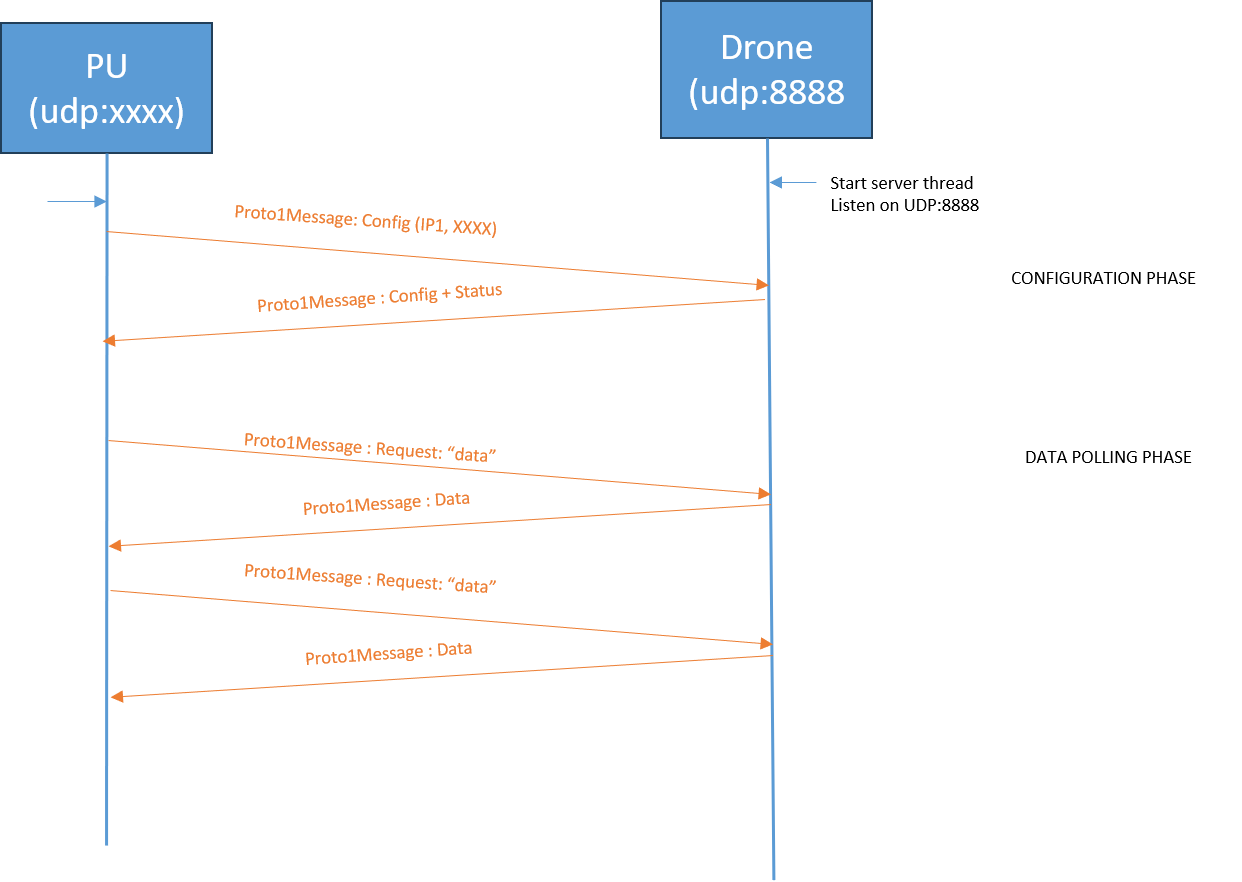 PU
(udp:xxxx)
Drone
(udp:8888
Start server thread
Listen on UDP:8888
Proto1Message: Config (IP1, XXXX)
CONFIGURATION PHASE
Proto1Message : Config + Status
Proto1Message : Request: “data”
DATA POLLING PHASE
Proto1Message : Data
Proto1Message : Request: “data”
Proto1Message : Data